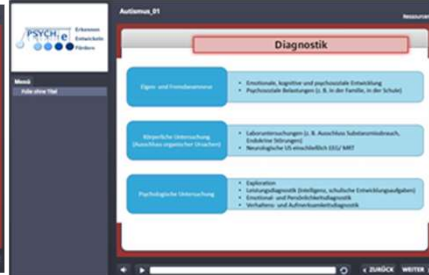 Autismus_01
Ressourcen
PSYCH e
Erkennen
Entwickeln
Fördern
Menü
Folie ohne Titel
Diagnostik
Eigen- und Fremdanamnese
• Emotionale, kognitive und psychosoziale Entwicklung
• Psychosoziale Belastungen (z. B. in der Familie, in der Schule)
Körperliche Untersuchung
(Ausschluss organischer Ursachen)
• Laboruntersuchungen (z. B. Ausschluss Substanzmissbrauch,
Endokrine Störungen)
• Neurologische US einschließlich EEG/ MRT
Psychologische Untersuchung
• Exploration
• Leistungsdiagnostik (Intelligenz, schulische Entwicklungsaufgaben)
• Emotional- und Persönlichkeitsdiagnostik
• Verhaltens- und Aufmerksamkeitsdiagnostik
ZURÜCK
WEITER